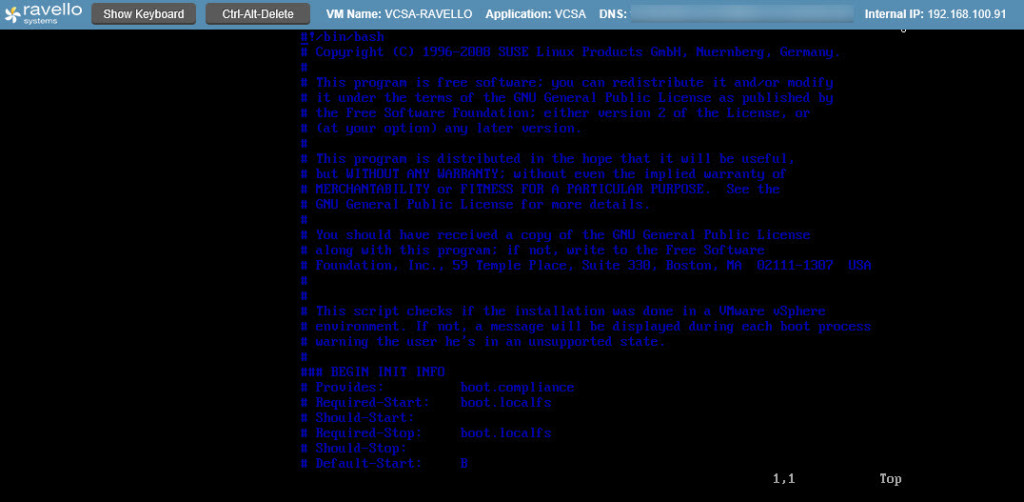 ravello
systems
Show Keyboard
Ctrl-Alt-Delete
VM Name: VCSA-RAVELLO Application: VCSA DNS:
Internal IP: 192.168.100.91
#!/bin/bash
# Copyright (C) 1996-2008 SUSE Linux Products GmbH, Nuernberg, Germany.
#
# This program is free software; you can redistribute it and/or modify
# it under the terms of the GNU General Public License as published by
# the Free Software Foundation; either version 2 of the License, or
# (at your option) any later version.
#
# This program is distributed in the hope that it will be useful,
# but WITHOUT ANY WARRANTY; without even the implied warranty of
# MERCHANTABILITY or FITNESS FOR A PARTICULAR PURPOSE.  See the
# GNU General Public License for more details.
#
# You should have received a copy of the GNU General Public License
# along with this program; if not, write to the Free Software
# Foundation, Inc., 59 Temple Place, Suite 330, Boston, MA  02111-1307  USA
#
#
# This script checks if the installation was done in a VMware vSphere
# environment. If not, a message will be displayed during each boot process
# warning the user he's in an unsupported state.
#
### BEGIN INIT INFO
# Provides:          boot.compliance
# Required-Start:    boot.localfs
# Should-Start:
# Required-Stop:     boot.localfs
# Should-Stop:
# Default-Start:     B
1,1 Top